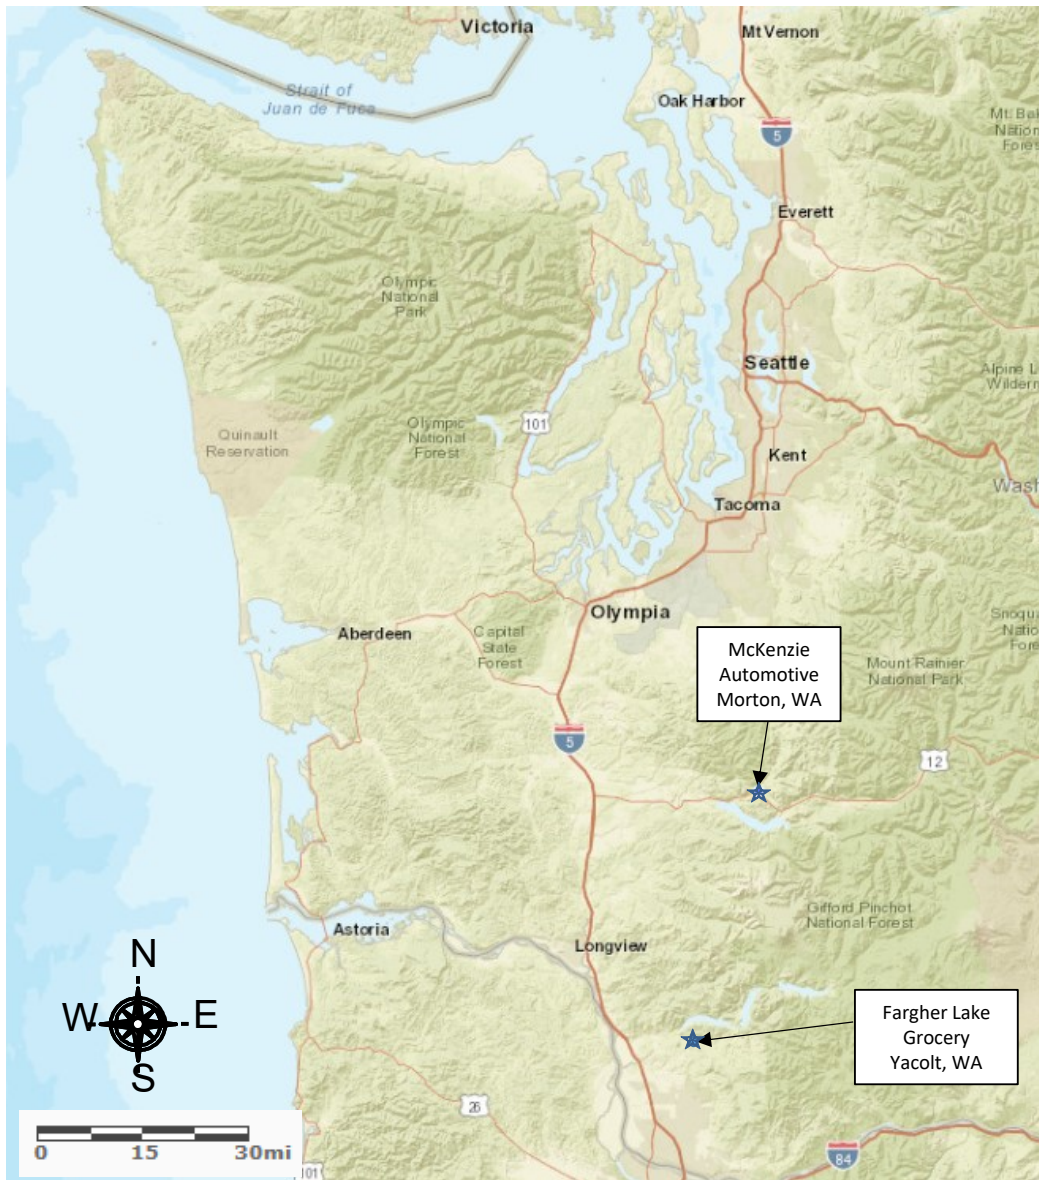 Victoria
Mt Vernon
Strait of
Juan de Fuca
Oak Harbor
5
Everett
Olympic
National
Park
Seattle
Quinault
Reservation
Olympic
National
Forest
101
Kent
Tacoma
Olympia
Aberdeen
Capital
State
Forest
McKenzie
Automotive
Morton, WA
Mount Rainier
National Park
5
12
Gifford Pinchot
National Forest
Astoria
Longview
N
W
E
S
Fargher Lake
Grocery
Yacolt, WA
26
0
15
30mi
101
84